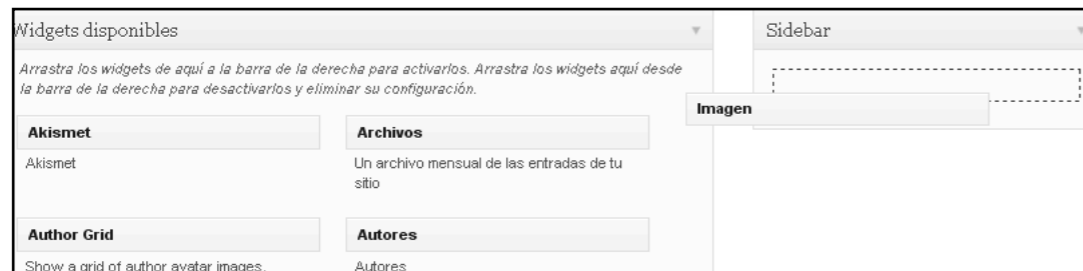 Widgets disponibles
Sidebar
Arrastra los widgets de aquí a la barra de la derecha para activarlos. Arrastra los widgets aquí desde
la barra de la derecha para desactivarlos y eliminar su configuración.
Imagen
Akismet
Archivos
Akismet
Un archivo mensual de las entradas de tu
sitio
Author Grid
Autores
Show a grid of author avatar images.
Autores